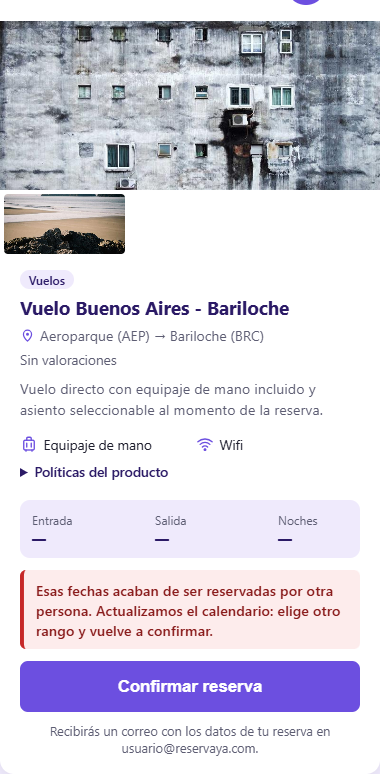 Vuelos
Vuelo Buenos Aires - Bariloche
Aeroparque (AEP) → Bariloche (BRC)
Sin valoraciones
Vuelo directo con equipaje de mano incluido y
asiento seleccionable al momento de la reserva.
Equipaje de mano Wifi
▶ Políticas del producto
Entrada Salida Noches
— — —
Esas fechas acaban de ser reservadas por otra
persona. Actualizamos el calendario: elige otro
rango y vuelve a confirmar.
Confirmar reserva
Recibirás un correo con los datos de tu reserva en
usuario@reservaya.com.